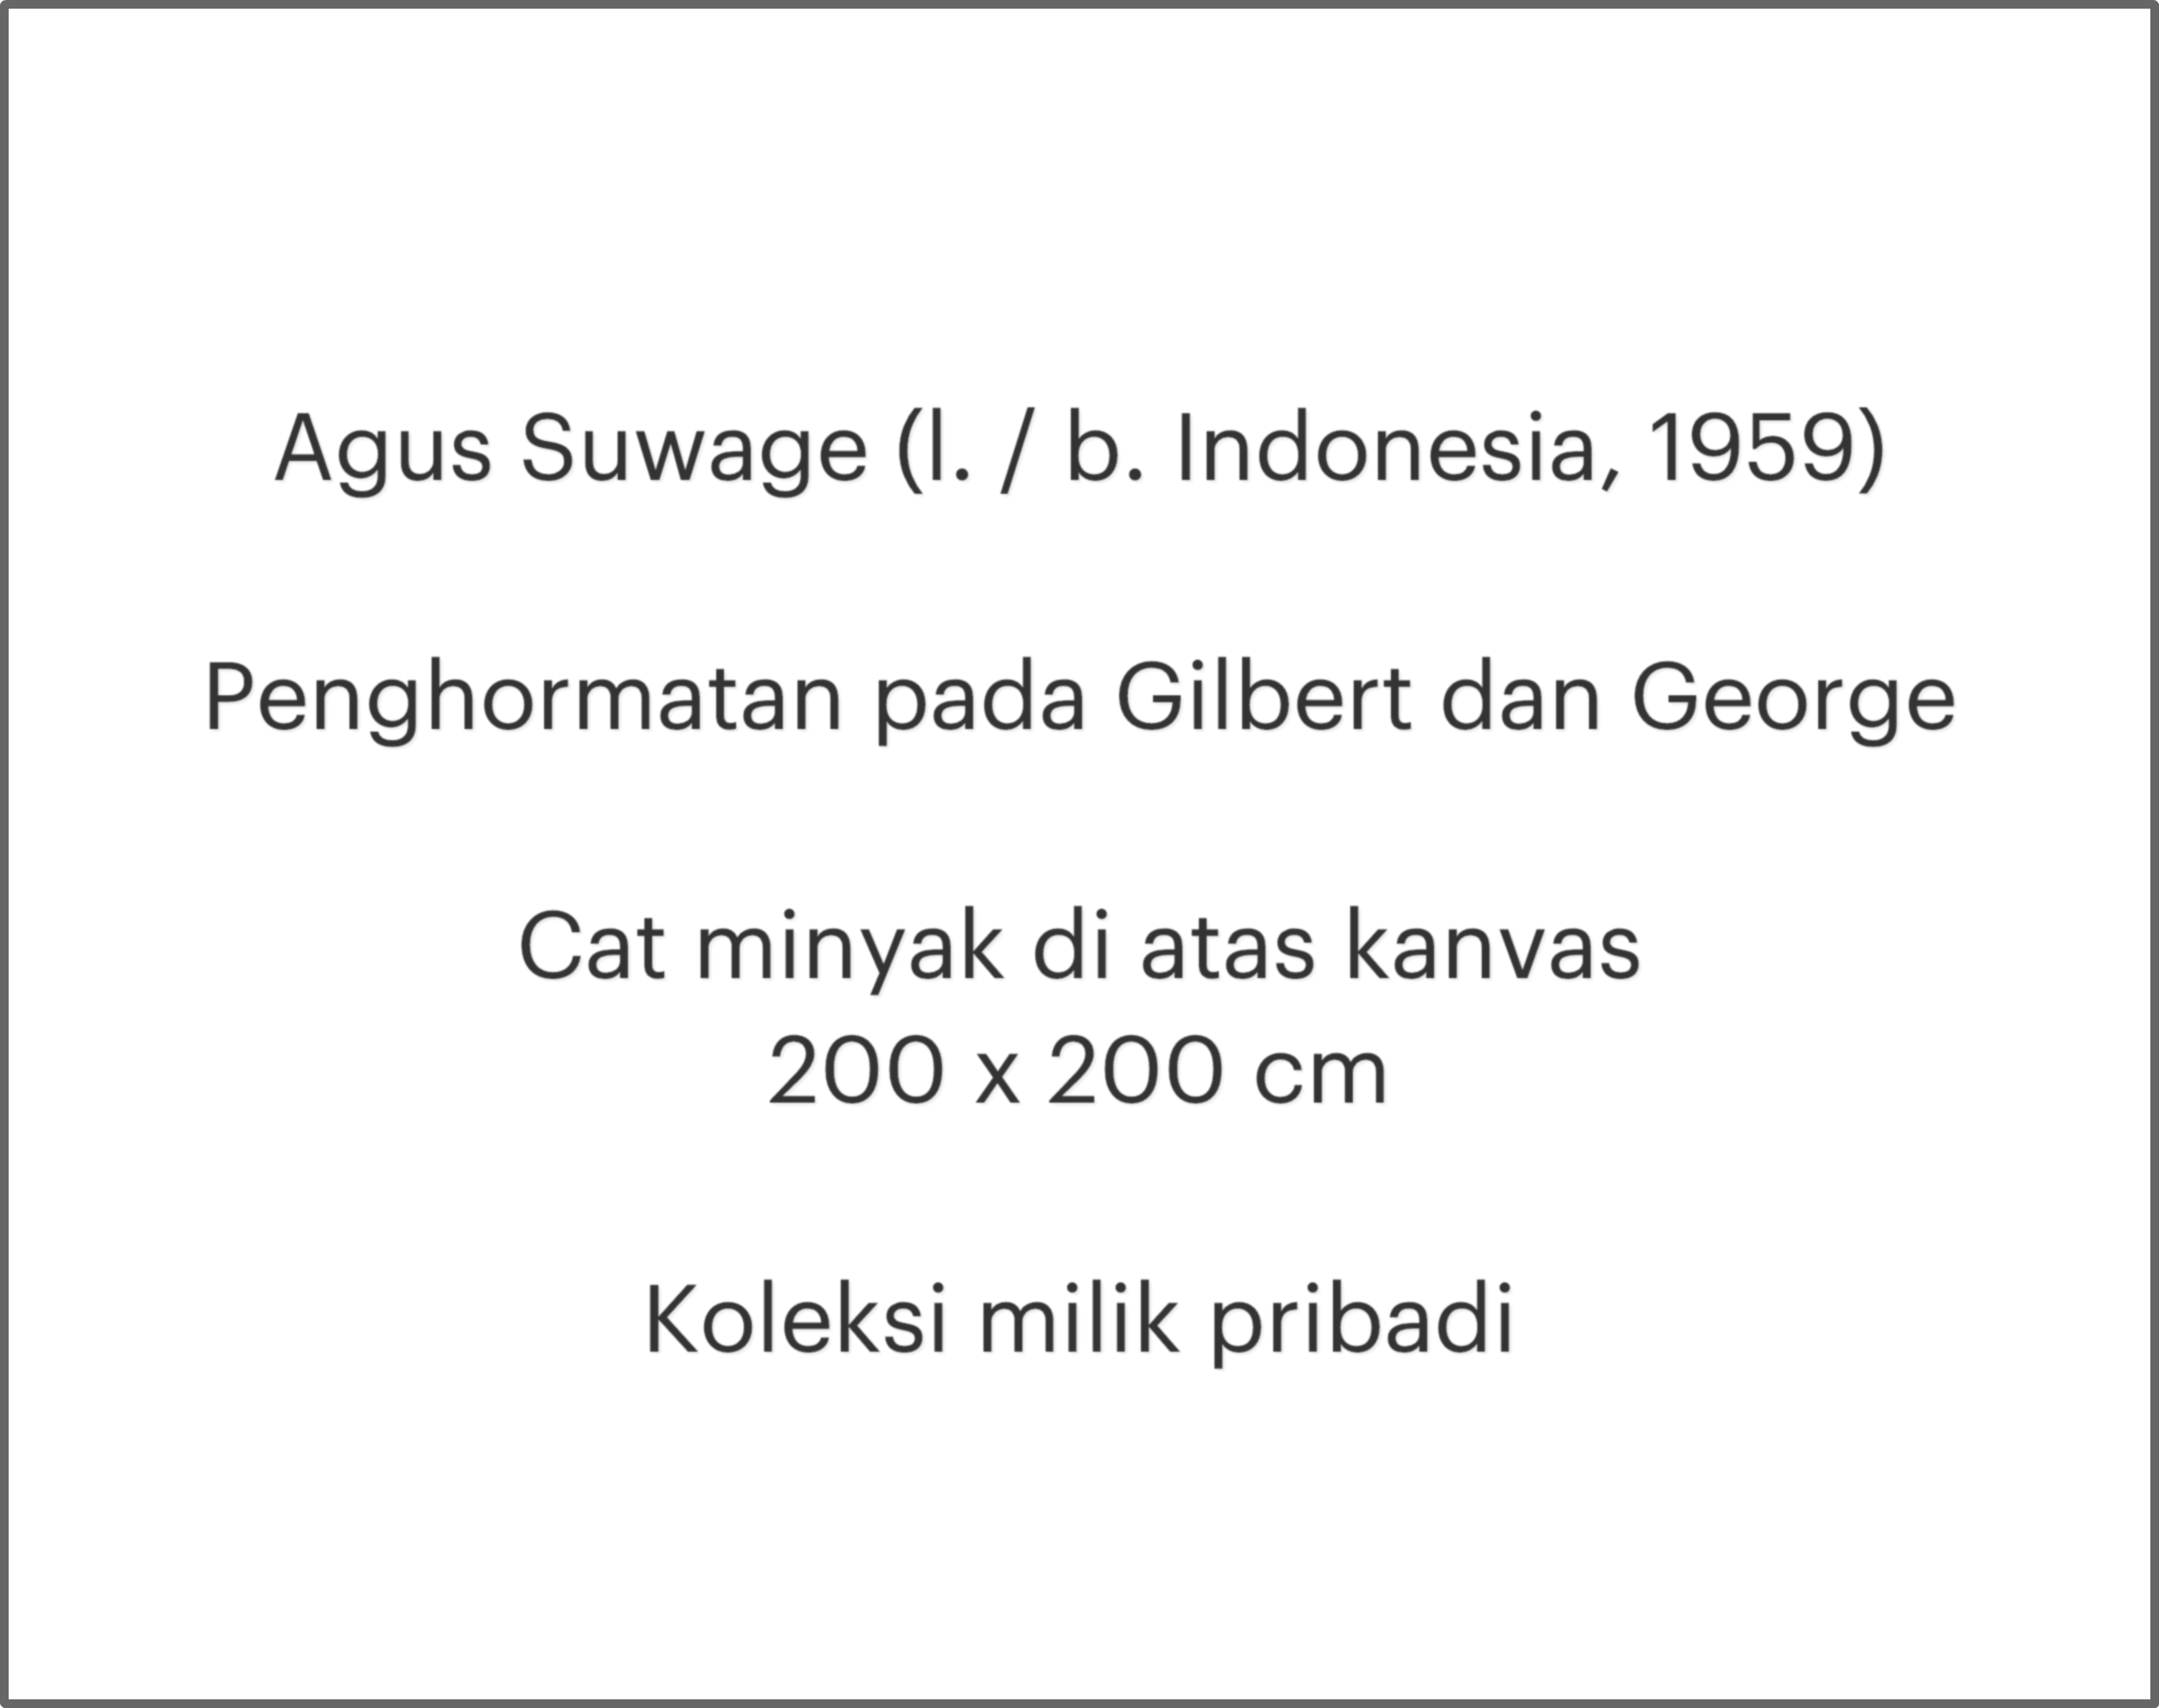 Agus Suwage (l. / b. Indonesia, 1959)
Penghormatan pada Gilbert dan George
Cat minyak di atas kanvas
200 x 200 cm
Koleksi milik pribadi